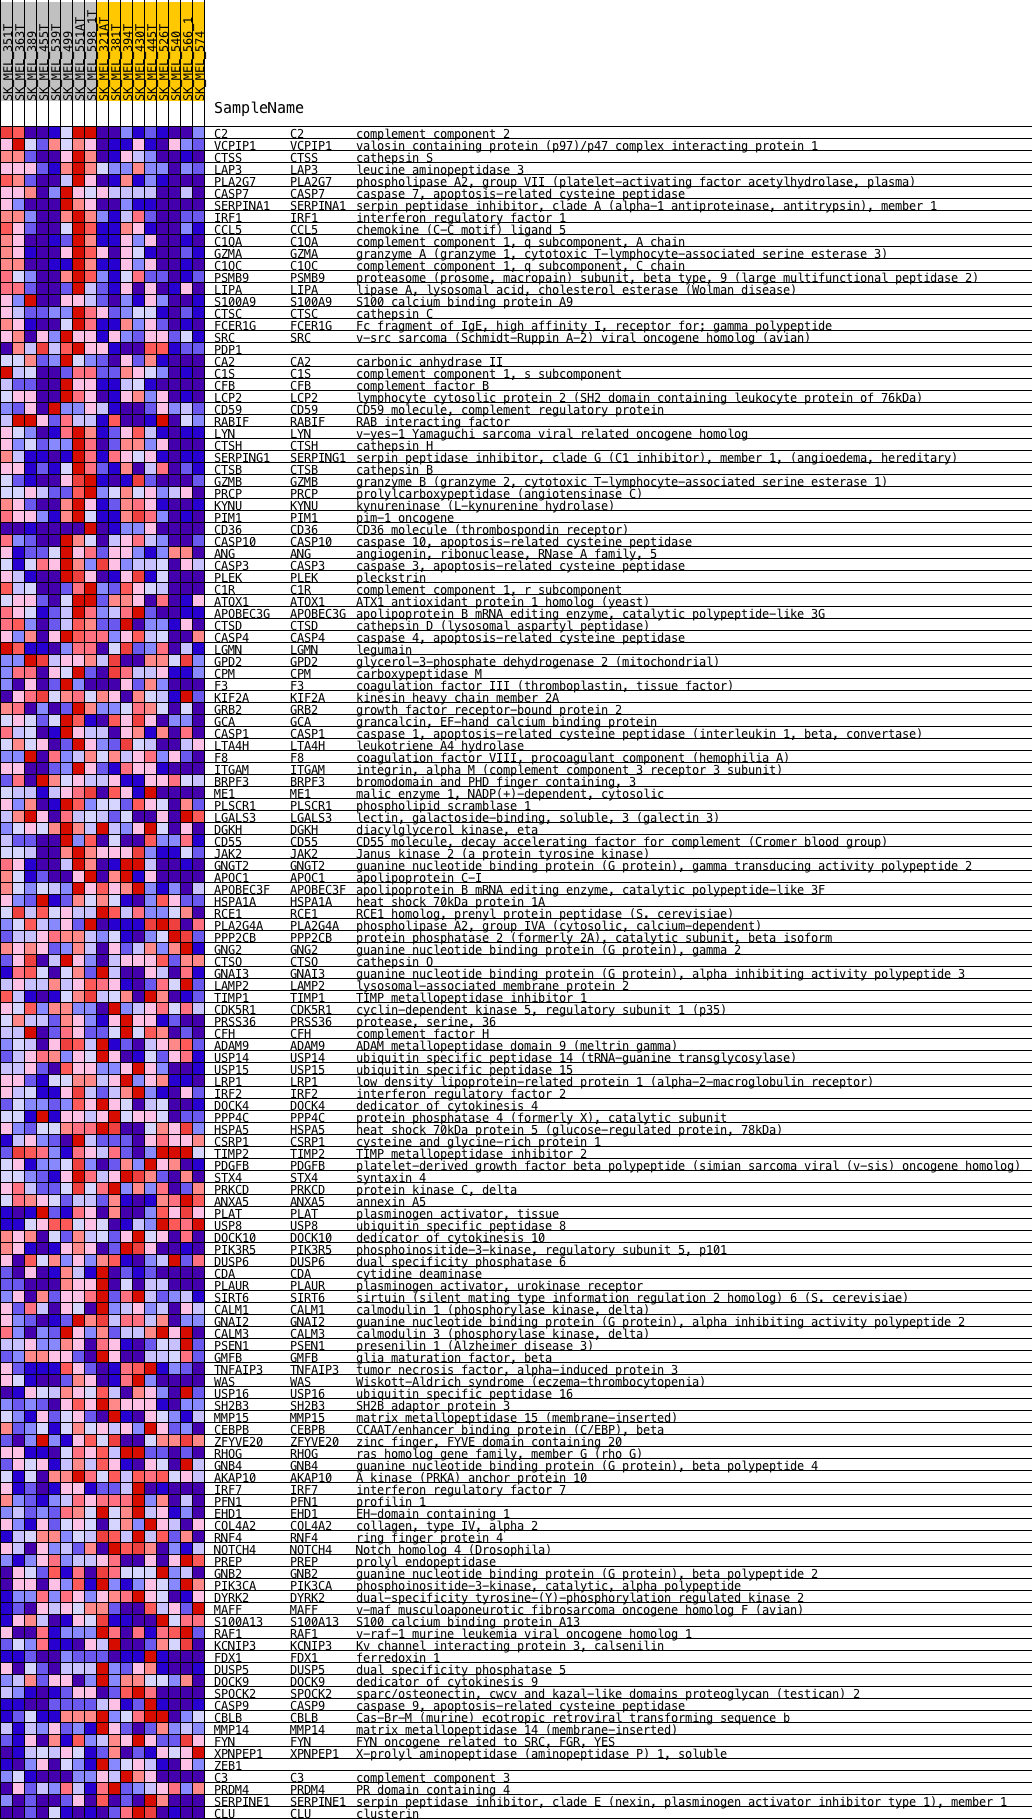 SK_MEL_351T
SK_MEL_363T
SK_MEL_389
SK_MEL_455T
SK_MEL_539T
SK_MEL_499
SK_MEL_551AT
SK_MEL_598_1T
SK_MEL_321AT
SK_MEL_381T
SK_MEL_394T
SK_MEL_430T
SK_MEL_445T
SK_MEL_526T
SK_MEL_540
SK_MEL_566_1
SK_MEL_574
SampleName
C2 C2 complement component 2
VCPIP1 VCPIP1 valosin containing protein (p97)/p47 complex interacting protein 1
CTSS CTSS cathepsin S
LAP3 LAP3 leucine aminopeptidase 3
PLA2G7 PLA2G7 phospholipase A2, group VII (platelet-activating factor acetylhydrolase, plasma)
CASP7 CASP7 caspase 7, apoptosis-related cysteine peptidase
SERPINA1 SERPINA1 serpin peptidase inhibitor, clade A (alpha-1 antiproteinase, antitrypsin), member 1
IRF1 IRF1 interferon regulatory factor 1
CCL5 CCL5 chemokine (C-C motif) ligand 5
C1QA C1QA complement component 1, q subcomponent, A chain
GZMA GZMA granzyme A (granzyme 1, cytotoxic T-lymphocyte-associated serine esterase 3)
C1QC C1QC complement component 1, q subcomponent, C chain
PSMB9 PSMB9 proteasome (prosome, macropain) subunit, beta type, 9 (large multifunctional peptidase 2)
LIPA LIPA lipase A, lysosomal acid, cholesterol esterase (Wolman disease)
S100A9 S100A9 S100 calcium binding protein A9
CTSC CTSC cathepsin C
FCER1G FCER1G Fc fragment of IgE, high affinity I, receptor for; gamma polypeptide
SRC SRC v-src sarcoma (Schmidt-Ruppin A-2) viral oncogene homolog (avian)
PDP1
CA2 CA2 carbonic anhydrase II
C1S C1S complement component 1, s subcomponent
CFB CFB complement factor B
LCP2 LCP2 lymphocyte cytosolic protein 2 (SH2 domain containing leukocyte protein of 76kDa)
CD59 CD59 CD59 molecule, complement regulatory protein
RABIF RABIF RAB interacting factor
LYN LYN v-yes-1 Yamaguchi sarcoma viral related oncogene homolog
CTSH CTSH cathepsin H
SERPING1 SERPING1 serpin peptidase inhibitor, clade G (C1 inhibitor), member 1, (angioedema, hereditary)
CTSB CTSB cathepsin B
GZMB GZMB granzyme B (granzyme 2, cytotoxic T-lymphocyte-associated serine esterase 1)
PRCP PRCP prolylcarboxypeptidase (angiotensinase C)
KYNU KYNU kynureninase (L-kynurenine hydrolase)
PIM1 PIM1 pim-1 oncogene
CD36 CD36 CD36 molecule (thrombospondin receptor)
CASP10 CASP10 caspase 10, apoptosis-related cysteine peptidase
ANG ANG angiogenin, ribonuclease, RNase A family, 5
CASP3 CASP3 caspase 3, apoptosis-related cysteine peptidase
PLEK PLEK pleckstrin
C1R C1R complement component 1, r subcomponent
ATOX1 ATOX1 ATX1 antioxidant protein 1 homolog (yeast)
APOBEC3G APOBEC3G apolipoprotein B mRNA editing enzyme, catalytic polypeptide-like 3G
CTSD CTSD cathepsin D (lysosomal aspartyl peptidase)
CASP4 CASP4 caspase 4, apoptosis-related cysteine peptidase
LGMN LGMN legumain
GPD2 GPD2 glycerol-3-phosphate dehydrogenase 2 (mitochondrial)
CPM CPM carboxypeptidase M
F3 F3 coagulation factor III (thromboplastin, tissue factor)
KIF2A KIF2A kinesin heavy chain member 2A
GRB2 GRB2 growth factor receptor-bound protein 2
GCA GCA grancalcin, EF-hand calcium binding protein
CASP1 CASP1 caspase 1, apoptosis-related cysteine peptidase (interleukin 1, beta, convertase)
LTA4H LTA4H leukotriene A4 hydrolase
F8 F8 coagulation factor VIII, procoagulant component (hemophilia A)
ITGAM ITGAM integrin, alpha M (complement component 3 receptor 3 subunit)
BRPF3 BRPF3 bromodomain and PHD finger containing, 3
ME1 ME1 malic enzyme 1, NADP(+)-dependent, cytosolic
PLSCR1 PLSCR1 phospholipid scramblase 1
LGALS3 LGALS3 lectin, galactoside-binding, soluble, 3 (galectin 3)
DGKH DGKH diacylglycerol kinase, eta
CD55 CD55 CD55 molecule, decay accelerating factor for complement (Cromer blood group)
JAK2 JAK2 Janus kinase 2 (a protein tyrosine kinase)
GNGT2 GNGT2 guanine nucleotide binding protein (G protein), gamma transducing activity polypeptide 2
APOC1 APOC1 apolipoprotein C-I
APOBEC3F APOBEC3F apolipoprotein B mRNA editing enzyme, catalytic polypeptide-like 3F
HSPA1A HSPA1A heat shock 70kDa protein 1A
RCE1 RCE1 RCE1 homolog, prenyl protein peptidase (S. cerevisiae)
PLA2G4A PLA2G4A phospholipase A2, group IVA (cytosolic, calcium-dependent)
PPP2CB PPP2CB protein phosphatase 2 (formerly 2A), catalytic subunit, beta isoform
GNG2 GNG2 guanine nucleotide binding protein (G protein), gamma 2
CTSO CTSO cathepsin O
GNAI3 GNAI3 guanine nucleotide binding protein (G protein), alpha inhibiting activity polypeptide 3
LAMP2 LAMP2 lysosomal-associated membrane protein 2
TIMP1 TIMP1 TIMP metallopeptidase inhibitor 1
CDK5R1 CDK5R1 cyclin-dependent kinase 5, regulatory subunit 1 (p35)
PRSS36 PRSS36 protease, serine, 36
CFH CFH complement factor H
ADAM9 ADAM9 ADAM metallopeptidase domain 9 (meltrin gamma)
USP14 USP14 ubiquitin specific peptidase 14 (tRNA-guanine transglycosylase)
USP15 USP15 ubiquitin specific peptidase 15
LRP1 LRP1 low density lipoprotein-related protein 1 (alpha-2-macroglobulin receptor)
IRF2 IRF2 interferon regulatory factor 2
DOCK4 DOCK4 dedicator of cytokinesis 4
PPP4C PPP4C protein phosphatase 4 (formerly X), catalytic subunit
HSPA5 HSPA5 heat shock 70kDa protein 5 (glucose-regulated protein, 78kDa)
CSRP1 CSRP1 cysteine and glycine-rich protein 1
TIMP2 TIMP2 TIMP metallopeptidase inhibitor 2
PDGFB PDGFB platelet-derived growth factor beta polypeptide (simian sarcoma viral (v-sis) oncogene homolog)
STX4 STX4 syntaxin 4
PRKCD PRKCD protein kinase C, delta
ANXA5 ANXA5 annexin A5
PLAT PLAT plasminogen activator, tissue
USP8 USP8 ubiquitin specific peptidase 8
DOCK10 DOCK10 dedicator of cytokinesis 10
PIK3R5 PIK3R5 phosphoinositide-3-kinase, regulatory subunit 5, p101
DUSP6 DUSP6 dual specificity phosphatase 6
CDA CDA cytidine deaminase
PLAUR PLAUR plasminogen activator, urokinase receptor
SIRT6 SIRT6 sirtuin (silent mating type information regulation 2 homolog) 6 (S. cerevisiae)
CALM1 CALM1 calmodulin 1 (phosphorylase kinase, delta)
GNAI2 GNAI2 guanine nucleotide binding protein (G protein), alpha inhibiting activity polypeptide 2
CALM3 CALM3 calmodulin 3 (phosphorylase kinase, delta)
PSEN1 PSEN1 presenilin 1 (Alzheimer disease 3)
GMFB GMFB glia maturation factor, beta
TNFAIP3 TNFAIP3 tumor necrosis factor, alpha-induced protein 3
WAS WAS Wiskott-Aldrich syndrome (eczema-thrombocytopenia)
USP16 USP16 ubiquitin specific peptidase 16
SH2B3 SH2B3 SH2B adaptor protein 3
MMP15 MMP15 matrix metallopeptidase 15 (membrane-inserted)
CEBPB CEBPB CCAAT/enhancer binding protein (C/EBP), beta
ZFYVE20 ZFYVE20 zinc finger, FYVE domain containing 20
RHOG RHOG ras homolog gene family, member G (rho G)
GNB4 GNB4 guanine nucleotide binding protein (G protein), beta polypeptide 4
AKAP10 AKAP10 A kinase (PRKA) anchor protein 10
IRF7 IRF7 interferon regulatory factor 7
PFN1 PFN1 profilin 1
EHD1 EHD1 EH-domain containing 1
COL4A2 COL4A2 collagen, type IV, alpha 2
RNF4 RNF4 ring finger protein 4
NOTCH4 NOTCH4 Notch homolog 4 (Drosophila)
PREP PREP prolyl endopeptidase
GNB2 GNB2 guanine nucleotide binding protein (G protein), beta polypeptide 2
PIK3CA PIK3CA phosphoinositide-3-kinase, catalytic, alpha polypeptide
DYRK2 DYRK2 dual-specificity tyrosine-(Y)-phosphorylation regulated kinase 2
MAFF MAFF v-maf musculoaponeurotic fibrosarcoma oncogene homolog F (avian)
S100A13 S100A13 S100 calcium binding protein A13
RAF1 RAF1 v-raf-1 murine leukemia viral oncogene homolog 1
KCNIP3 KCNIP3 Kv channel interacting protein 3, calsenilin
FDX1 FDX1 ferredoxin 1
DUSP5 DUSP5 dual specificity phosphatase 5
DOCK9 DOCK9 dedicator of cytokinesis 9
SPOCK2 SPOCK2 sparc/osteonectin, cwcv and kazal-like domains proteoglycan (testican) 2
CASP9 CASP9 caspase 9, apoptosis-related cysteine peptidase
CBLB CBLB Cas-Br-M (murine) ecotropic retroviral transforming sequence b
MMP14 MMP14 matrix metallopeptidase 14 (membrane-inserted)
FYN FYN FYN oncogene related to SRC, FGR, YES
XPNPEP1 XPNPEP1 X-prolyl aminopeptidase (aminopeptidase P) 1, soluble
ZEB1
C3 C3 complement component 3
PRDM4 PRDM4 PR domain containing 4
SERPINE1 SERPINE1 serpin peptidase inhibitor, clade E (nexin, plasminogen activator inhibitor type 1), member 1
CLU CLU clusterin